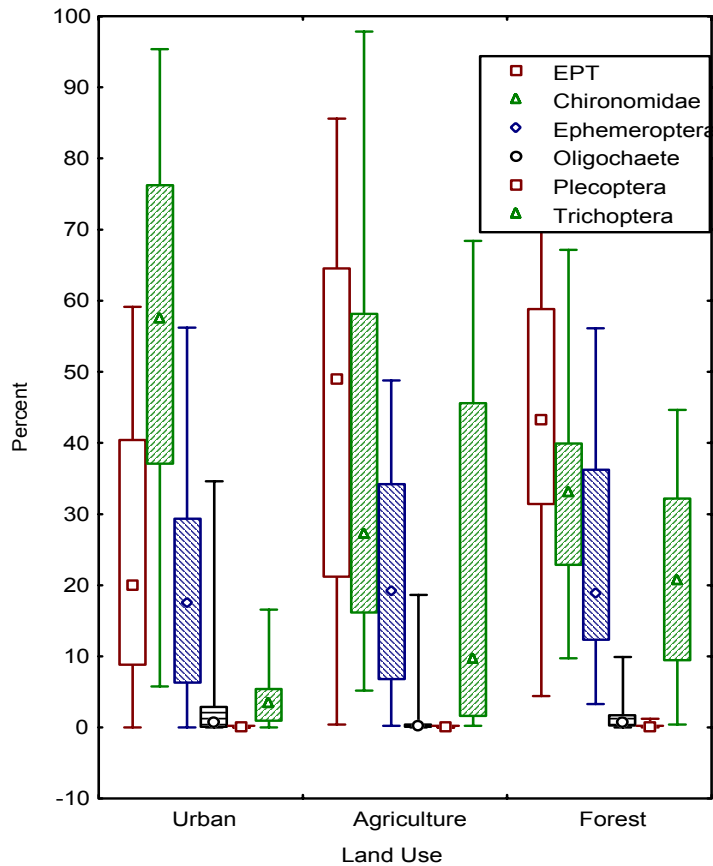 100
90
80
70
60
50
40
30
20
10
0
-10
Percent
EPT
Chironomidae
Ephemeroptera
Oligochaete
Plecoptera
Trichoptera
Urban
Agriculture
Forest
Land Use